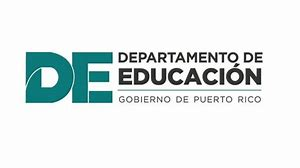 DE
DEPARTAMENTO DE
EDUCACIÓN
GOBIERNO DE PUERTO RICO